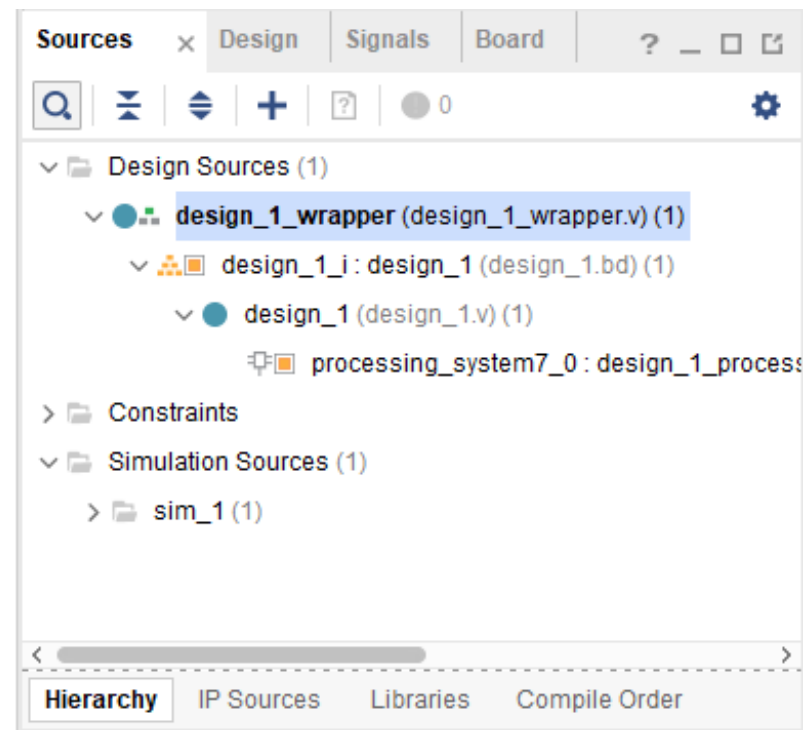 Sources × Design Signals Board ?
0
Design Sources (1)
design_1_wrapper (design_1_wrapper.v) (1)
design_1_i : design_1 (design_1.bd) (1)
design_1 (design_1.v) (1)
processing_system7_0 : design_1_process
Constraints
Simulation Sources (1)
sim_1 (1)
Hierarchy IP Sources Libraries Compile Order